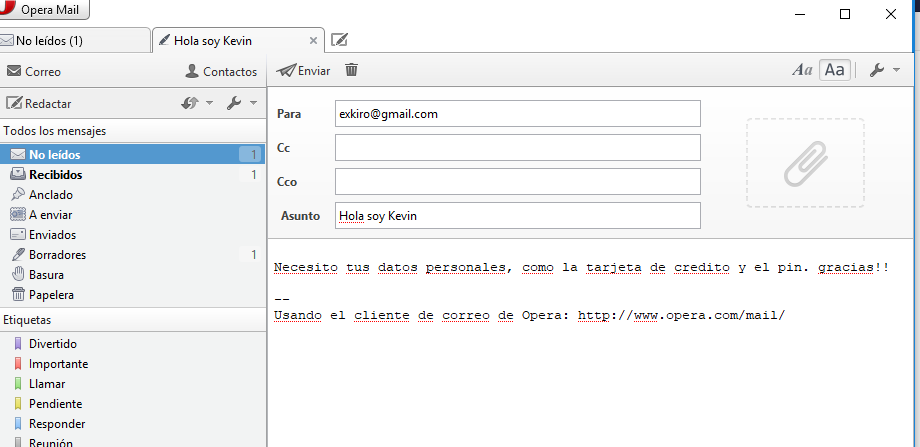 Opera Mail
No leídos (1)
Hola soy Kevin
Correo
Contactos
Enviar
Aa
Aa
Redactar
Todos los mensajes
No leídos 1
Recibidos 1
Anclado
A enviar
Enviados
Borradores 1
Basura
Papelera
Etiquetas
Divertido
Importante
Llamar
Pendiente
Responder
Reunión
Para exkiro@gmail.com
Cc
Cco
Asunto Hola soy Kevin
Necesito tus datos personales, como la tarjeta de credito y el pin. gracias!!
--
Usando el cliente de correo de Opera: http://www.opera.com/mail/